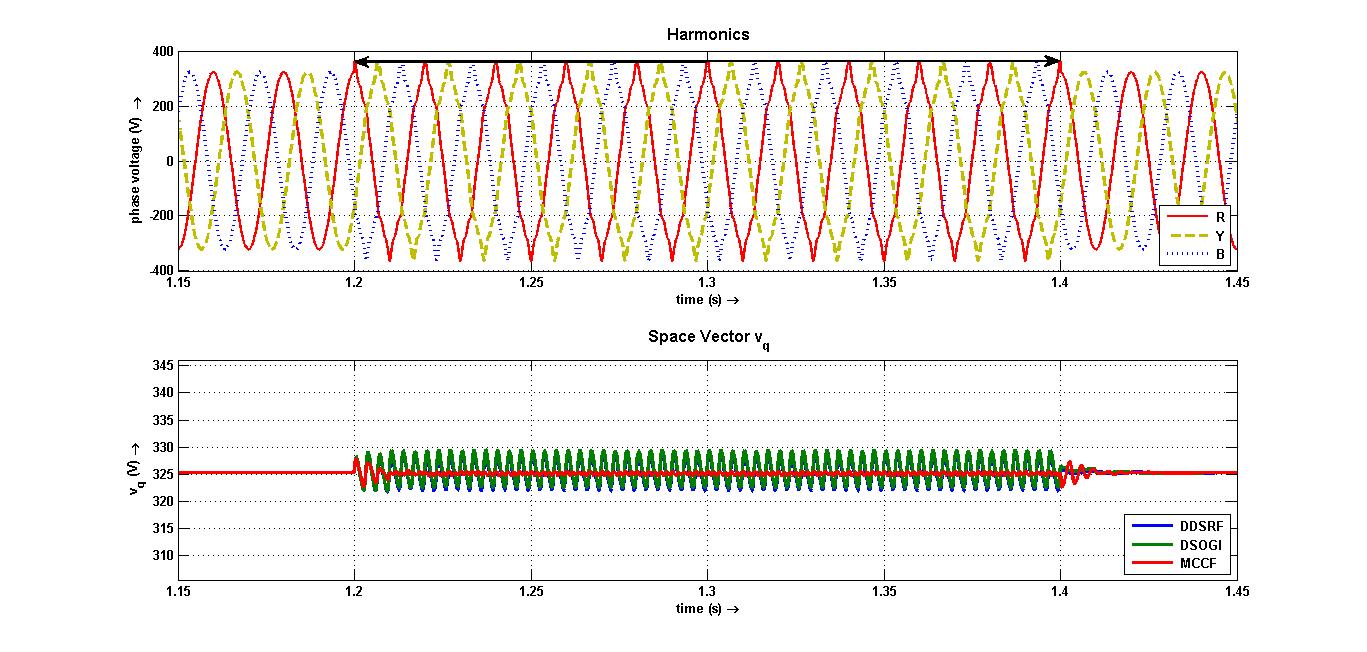 Harmonics
phase voltage (V) →
400
200
0
-200
-400
1.15 1.2 1.25 1.3 1.35 1.4 1.45
time (s) →
R
Y
B
Space Vector vq
vq (V) →
345
340
335
330
325
320
315
310
1.15 1.2 1.25 1.3 1.35 1.4 1.45
time (s) →
DDSRF
DSOGI
MCCF